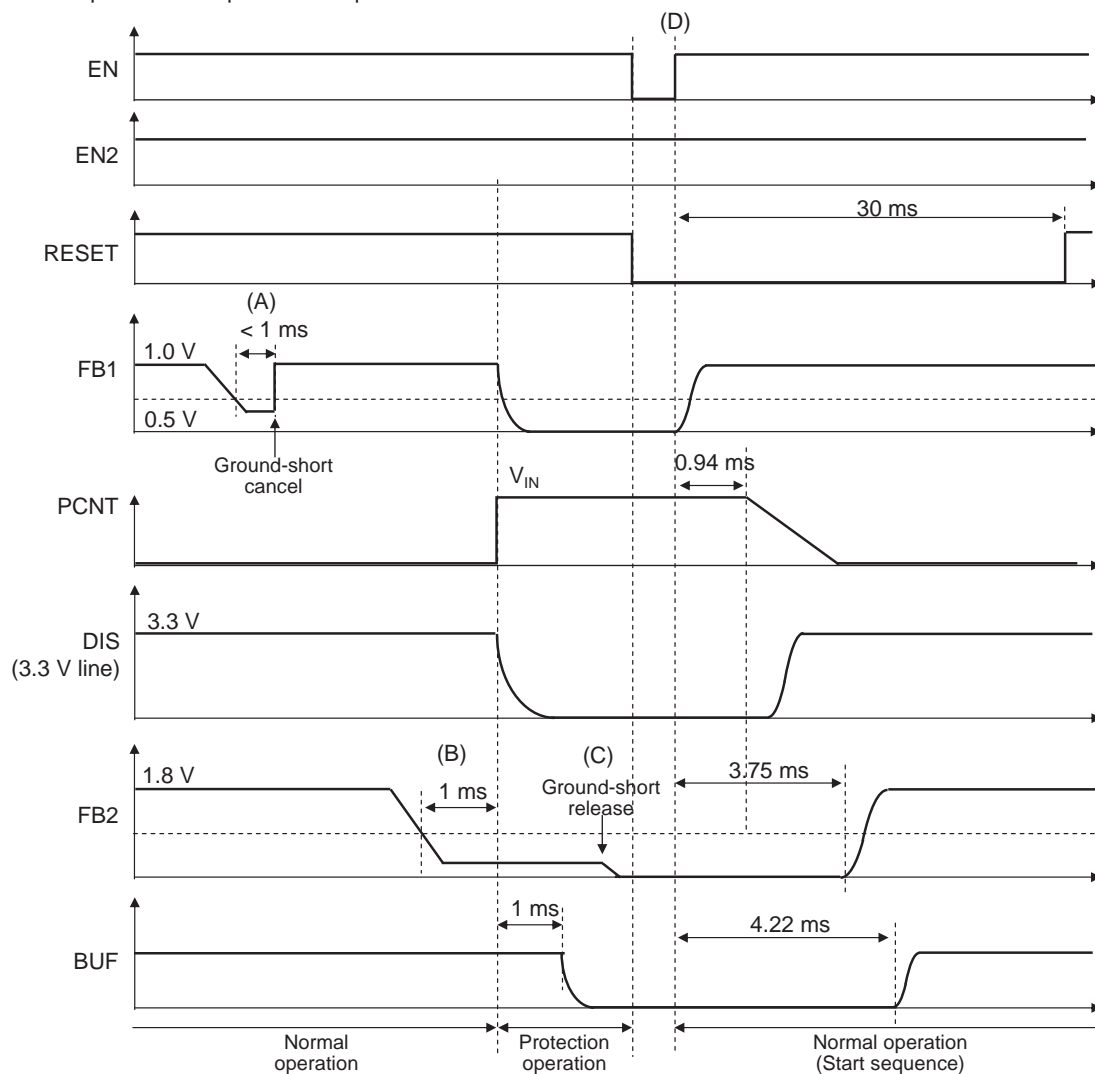 (D)
EN
EN2
30 ms
RESET
(A)
< 1 ms
1.0 V
FB1
0.5 V
Ground-short
cancel
0.94 ms
VIN
PCNT
3.3 V
DIS
(3.3 V line)
(B)
(C)
1.8 V
3.75 ms
1 ms
Ground-short
release
FB2
1 ms
4.22 ms
BUF
Normal
operation
Protection
operation
Normal operation
(Start sequence)